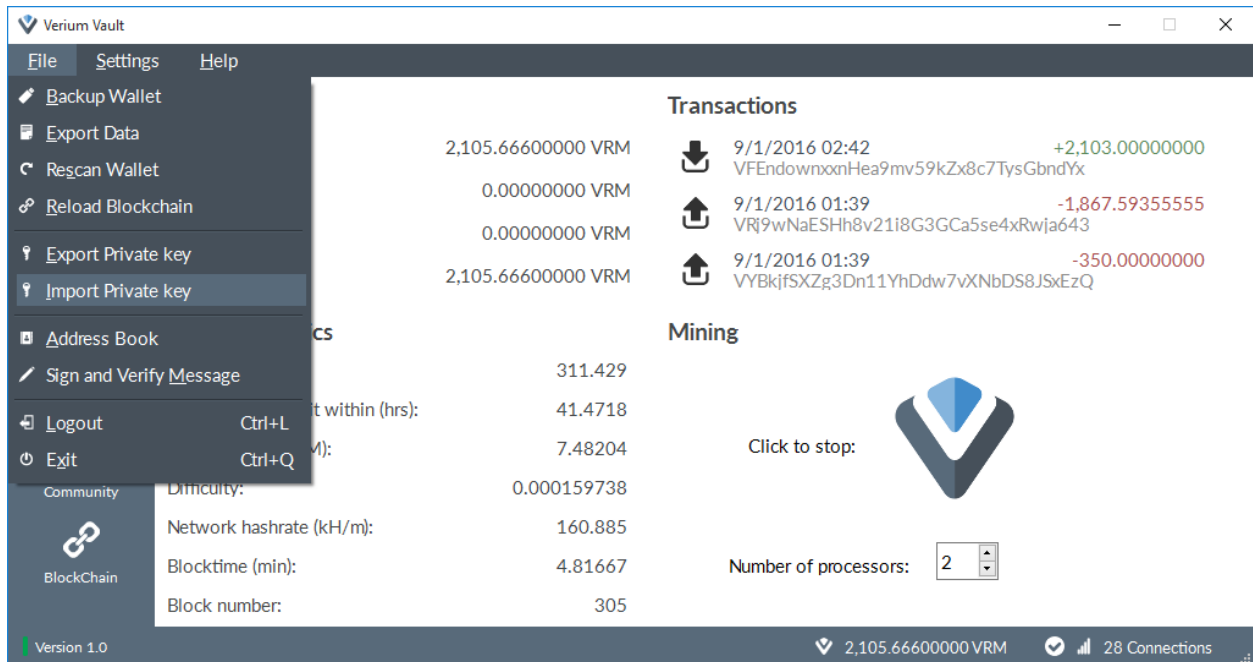 Verium Vault
File Settings Help
Backup Wallet
Export Data
Rescan Wallet
Reload Blockchain
Export Private key
Import Private key
Address Book
Sign and Verify Message
Logout Ctrl+L
Exit Ctrl+Q
Community
BlockChain
2,105.66600000 VRM
0.00000000 VRM
0.00000000 VRM
2,105.66600000 VRM
cs
311.429
it within (hrs): 41.4718
M): 7.48204
Difficulty: 0.000159738
Network hashrate (kH/m): 160.885
Blocktime (min): 4.81667
Block number: 305
Transactions
9/1/2016 02:42 +2,103.00000000
VFEndownxxnHea9mv59kZx8c7TysGbndYx
9/1/2016 01:39 -1,867.59355555
VRj9wNaESHh8v21i8G3GCa5se4xRwja643
9/1/2016 01:39 -350.00000000
VYBkjfSXZg3Dn11YhDdw7vXNbDS8JSxEzQ
Mining
Click to stop:
Number of processors: 2
Version 1.0 2,105.66600000 VRM 28 Connections